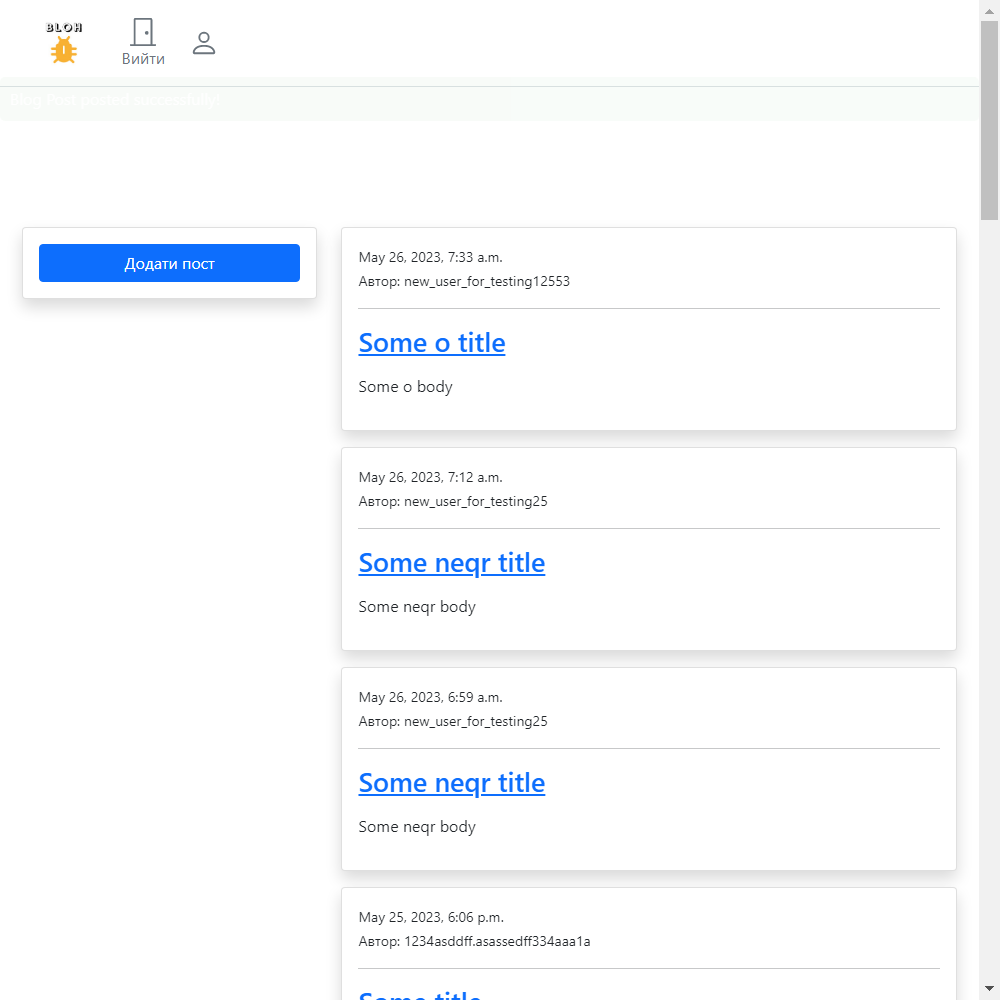 BLOH
Вийти
Blog Post posted successfully!
Додати пост
May 26, 2023, 7:33 a.m.
Автор: new_user_for_testing12553
Some o title
Some o body
May 26, 2023, 7:12 a.m.
Автор: new_user_for_testing25
Some neqr title
Some neqr body
May 26, 2023, 6:59 a.m.
Автор: new_user_for_testing25
Some neqr title
Some neqr body
May 25, 2023, 6:06 p.m.
Автор: 1234asddff.asassedff334aaa1a
Some title